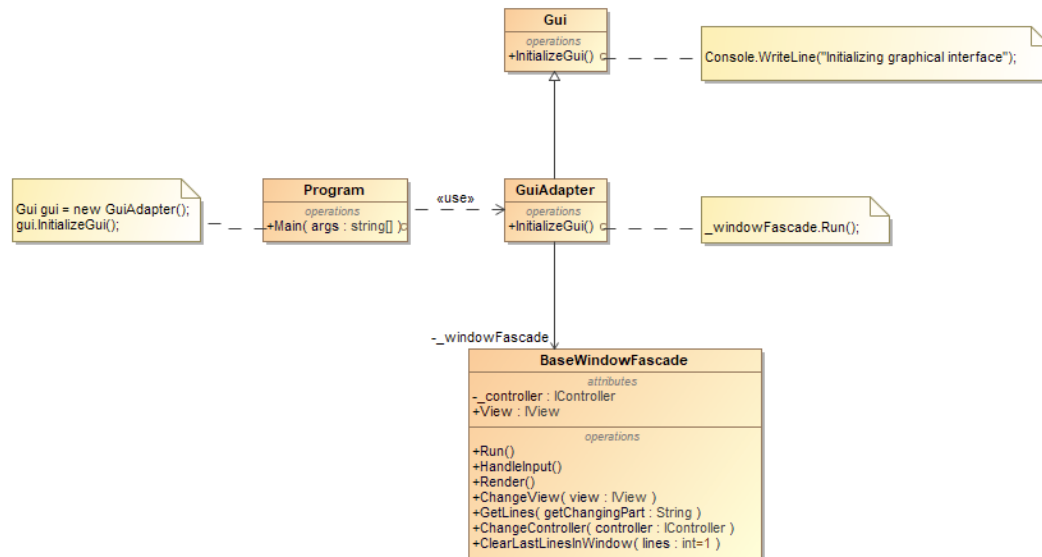 Gui
operations
+InitializeGui()
Console.WriteLine("Initializing graphical interface");
Gui gui = new GuiAdapter();
gui.InitializeGui();
Program
operations
+Main( args : string[] )
«use»
GuiAdapter
operations
+InitializeGui()
_windowFascade.Run();
-_windowFascade
BaseWindowFascade
attributes
-_controller : IController
+View : IView
operations
+Run()
+HandleInput()
+Render()
+ChangeView( view : IView )
+GetLines( getChangingPart : String )
+ChangeController( controller : IController )
+ClearLastLinesInWindow( lines : int=1 )